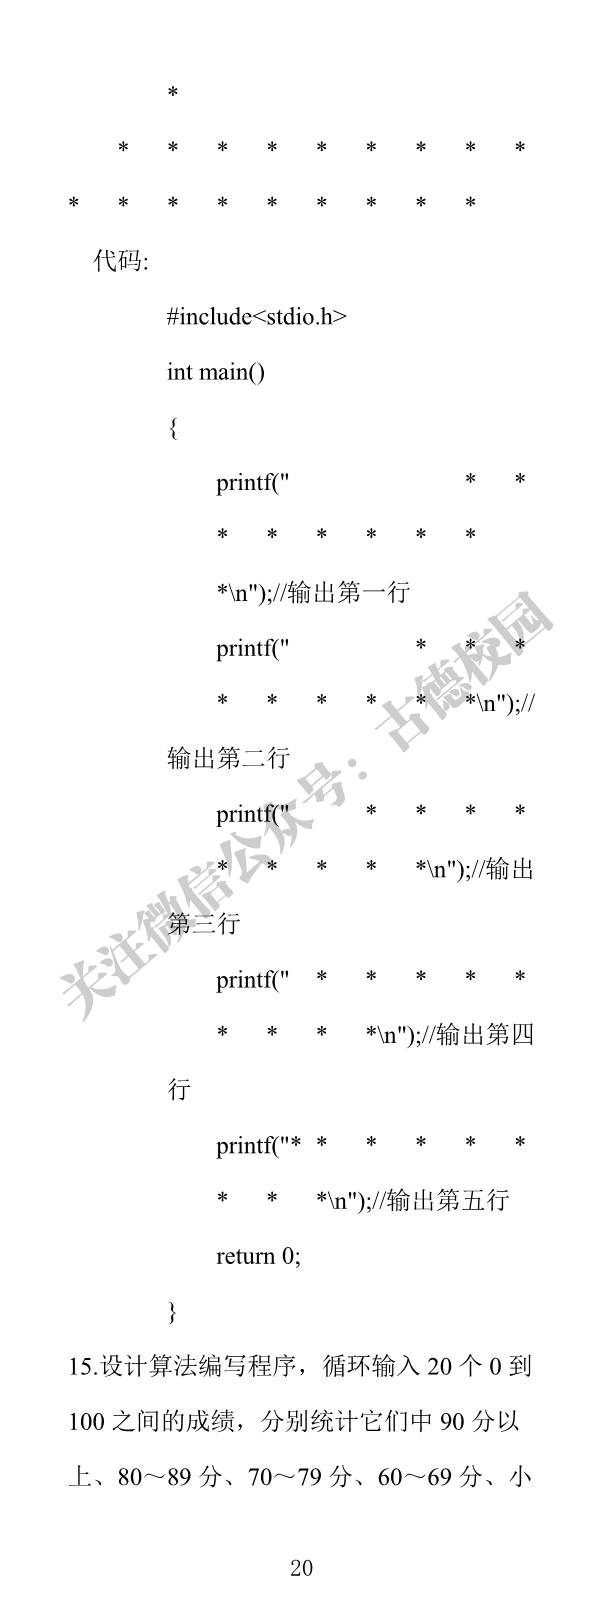 *
* * * * * * * * *
* * * * * * * * *
代码:
#include<stdio.h>
int main()
{
printf(" * *
* * * * * *
*\n");//输出第一行
printf(" * * *
* * * * * *\n");//
输出第二行
printf(" * * * *
* * * * *\n");//输出
第三行
printf(" * * * * *
* * * *\n");//输出第四
行
printf("* * * * * *
* * *\n");//输出第五行
return 0;
}
15.设计算法编写程序，循环输入 20 个 0 到
100 之间的成绩，分别统计它们中 90 分以
上、80～89 分、70～79 分、60～69 分、小
20
关注微信公众号：古德校园